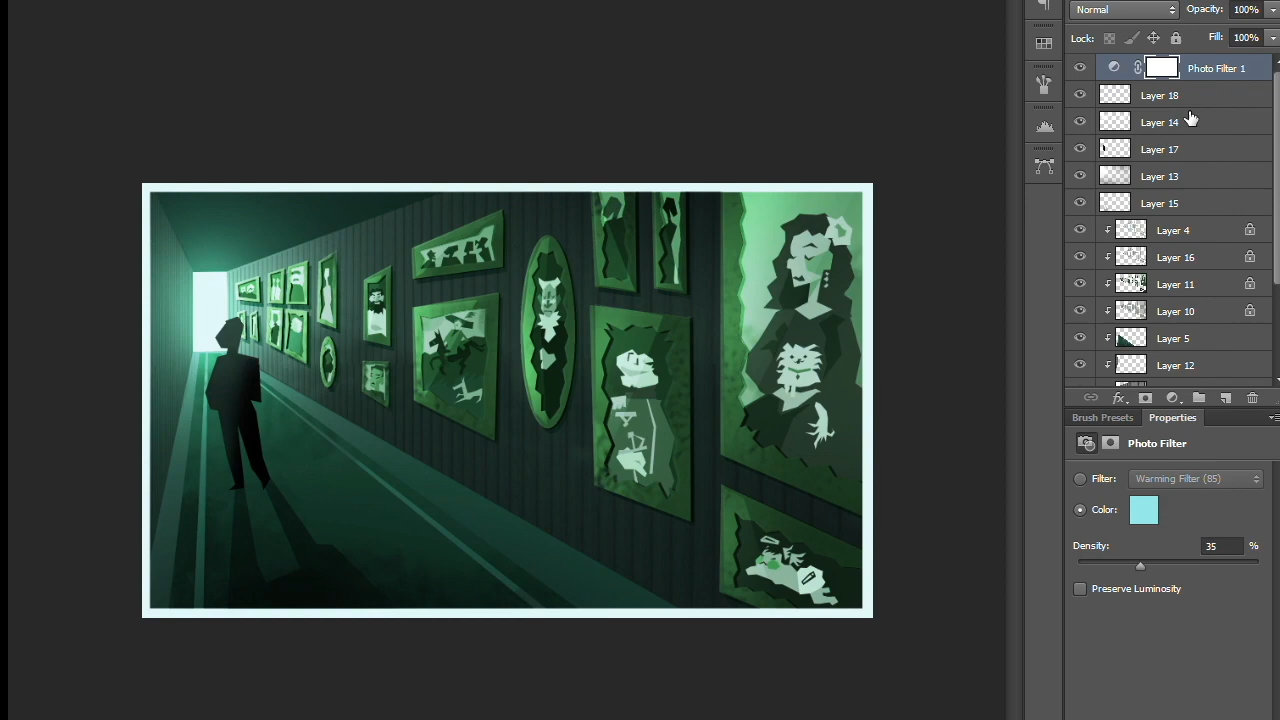 Normal Opacity: 100%
Lock: Fill: 100%
Photo Filter 1
Layer 18
Layer 14
Layer 17
Layer 13
Layer 15
Layer 4
Layer 16
Layer 11
Layer 10
Layer 5
Layer 12
fx
Brush Presets Properties
Photo Filter
Filter: Warming Filter (85)
Color:
Density: 35 %
Preserve Luminosity